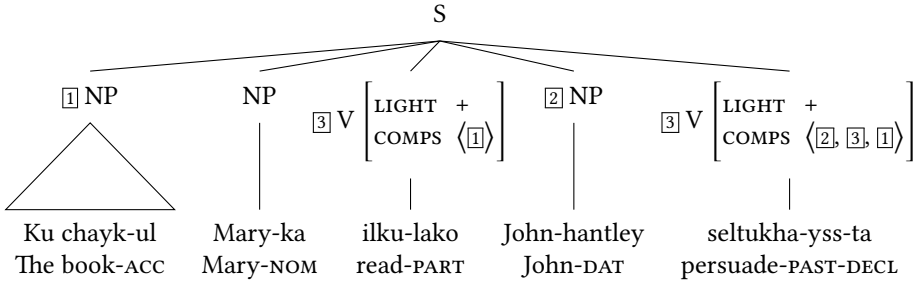 S
1 NP NP 3 V [LIGHT + COMPS ⟨1⟩] 2 NP 3 V [LIGHT + COMPS ⟨2, 3, 1⟩]
Ku chayk-ul Mary-ka ilku-lako John-hantley seltukha-yss-ta
The book-ACC Mary-NOM read-PART John-DAT persuade-PAST-DECL